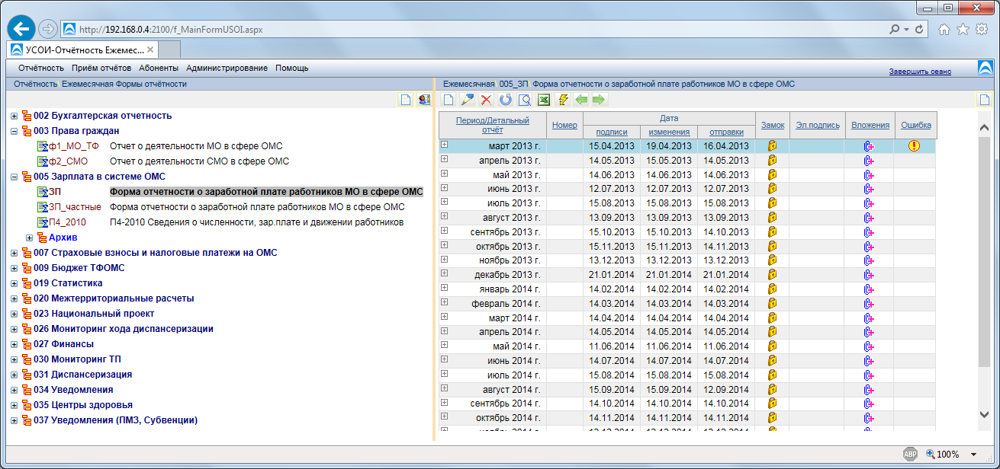 http://192.168.0.4:2100/f_MainFormUSOI.aspx
УСОИ-Отчётность Ежемес...
Отчётность Приём отчётов Абоненты Администрирование Помощь
Завершить сеанс
Отчётность\Ежемесячная Формы отчётности
002 Бухгалтерская отчетность
003 Права граждан
ф1_МО_ТФ Отчет о деятельности МО в сфере ОМС
ф2_СМО Отчет о деятельности СМО в сфере ОМС
005 Зарплата в системе ОМС
ЗП Форма отчетности о заработной плате работников МО в сфере ОМС
ЗП_частные Форма отчетности о заработной плате работников МО в сфере ОМС
П4_2010 П4-2010 Сведения о численности, зар.плате и движении работников
Архив
007 Страховые взносы и налоговые платежи на ОМС
009 Бюджет ТФОМС
019 Статистика
020 Межтерриториальные расчеты
023 Национальный проект
026 Мониторинг хода диспансеризации
027 Финансы
030 Мониторинг ТП
031 Диспансеризация
034 Уведомления
035 Центры здоровья
037 Уведомления (ПМЗ, Субвенции)
Ежемесячная\005_ЗП\ Форма отчетности о заработной плате работников МО в сфере ОМС
Период/Детальный отчёт Номер Дата Замок Эл.подпись Вложения Ошибка
подписи изменения отправки
март 2013 г. 15.04.2013 19.04.2013 16.04.2013
апрель 2013 г. 14.05.2013 15.05.2013 14.05.2013
май 2013 г. 14.06.2013 14.06.2013 14.06.2013
июнь 2013 г. 12.07.2013 12.07.2013 12.07.2013
июль 2013 г. 15.08.2013 15.08.2013 15.08.2013
август 2013 г. 13.09.2013 13.09.2013 13.09.2013
сентябрь 2013 г. 15.10.2013 15.10.2013 14.10.2013
октябрь 2013 г. 15.11.2013 15.11.2013 14.11.2013
ноябрь 2013 г. 13.12.2013 13.12.2013 13.12.2013
декабрь 2013 г. 21.01.2014 21.01.2014 21.01.2014
январь 2014 г. 14.02.2014 14.02.2014 14.02.2014
февраль 2014 г. 14.03.2014 14.03.2014 14.03.2014
март 2014 г. 14.04.2014 14.04.2014 14.04.2014
апрель 2014 г. 14.05.2014 14.05.2014 14.05.2014
май 2014 г. 11.06.2014 11.06.2014 11.06.2014
июнь 2014 г. 14.07.2014 14.07.2014 14.07.2014
июль 2014 г. 15.08.2014 15.08.2014 15.08.2014
август 2014 г. 15.09.2014 15.09.2014 12.09.2014
сентябрь 2014 г. 14.10.2014 14.10.2014 14.10.2014
октябрь 2014 г. 14.11.2014 14.11.2014 14.11.2014
ABP 100%